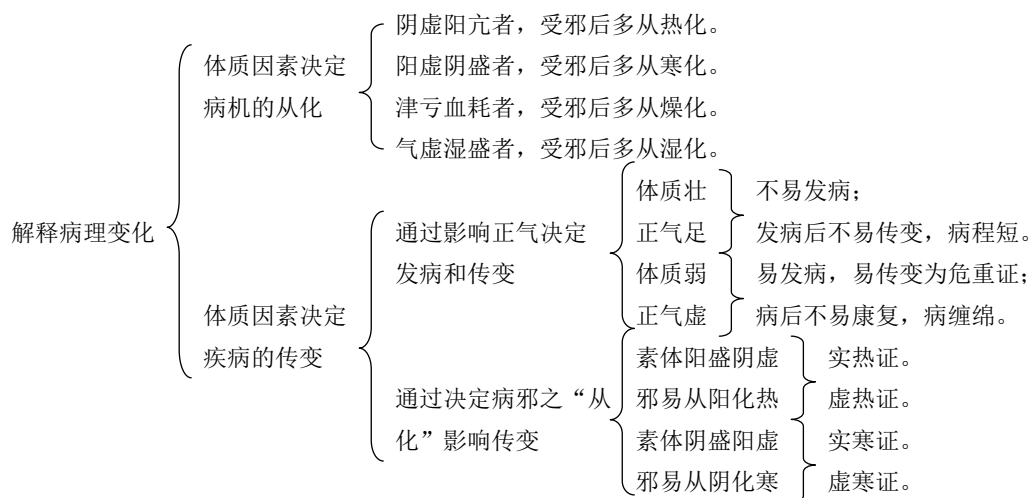 解释病理变化
体质因素决定
病机的从化
阴虚阳亢者，受邪后多从热化。
阳虚阴盛者，受邪后多从寒化。
津亏血耗者，受邪后多从燥化。
气虚湿盛者，受邪后多从湿化。
体质因素决定
疾病的传变
通过影响正气决定
发病和传变
体质壮
正气足
不易发病；
发病后不易传变，病程短。
体质弱
正气虚
易发病，易传变为危重证；
病后不易康复，病缠绵。
通过决定病邪之“从
化”影响传变
素体阳盛阴虚
邪易从阳化热
实热证。
虚热证。
素体阴盛阳虚
邪易从阴化寒
实寒证。
虚寒证。